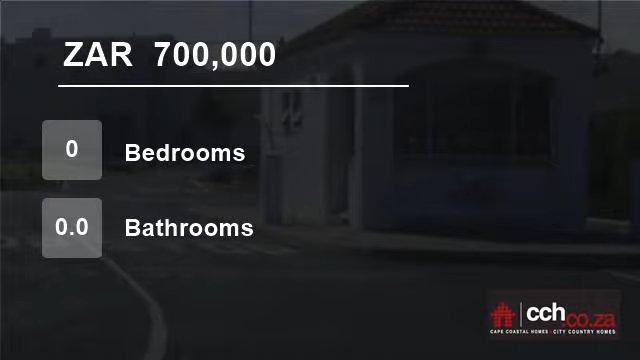 ZAR 700,000
0 Bedrooms
0.0 Bathrooms
cch.co.za
CAPE COASTAL HOMES · CITY COUNTRY HOMES